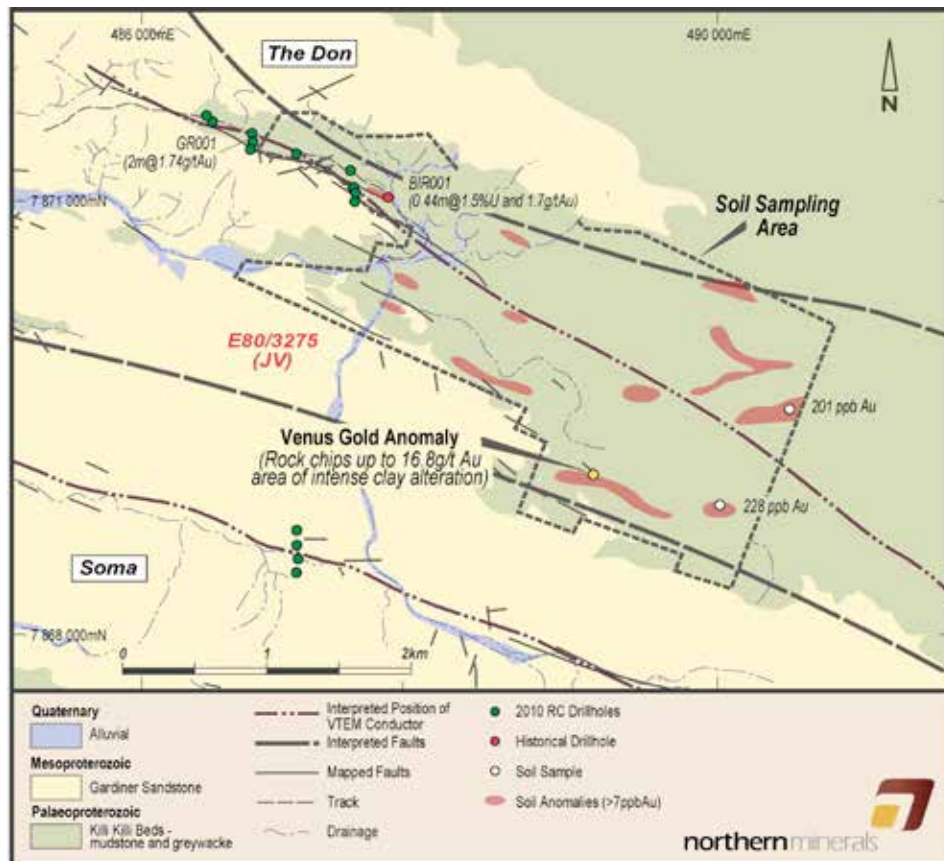 486 000mE
490 000mE
The Don
N
GR001
(2m@1.74g/tAu)
BIR001
(0.44m@1.5%U and 1.7g/tAu)
7 871 000mN
Soil Sampling
Area
E80/3275
(JV)
201 ppb Au
Venus Gold Anomaly
(Rock chips up to 16.8g/t Au
area of intense clay alteration)
228 ppb Au
Soma
7 868 000mN
0 1 2km
Quaternary
Alluvial
Mesoproterozoic
Gardiner Sandstone
Palaeoproterozoic
Killi Killi Beds -
mudstone and greywacke
Interpreted Position of
VTEM Conductor
Interpreted Faults
Mapped Faults
Track
Drainage
2010 RC Drillholes
Historical Drillhole
Soil Sample
Soil Anomalies (>7ppbAu)
northernminerals